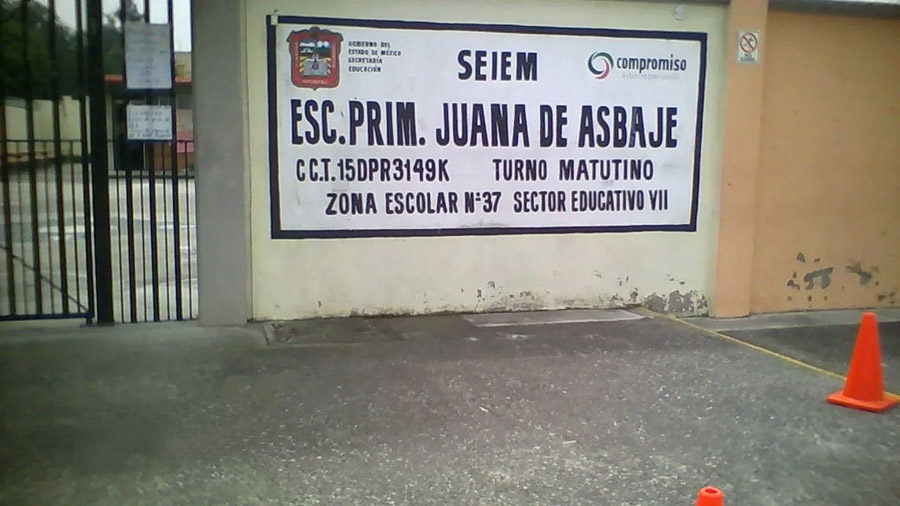 GOBIERNO DEL
ESTADO DE MÉXICO
SECRETARÍA
EDUCACIÓN
SEIEM
compromiso
ESC.PRIM. JUANA DE ASBAJE
C.C.T.15DPR3149K TURNO MATUTINO
ZONA ESCOLAR Nº37 SECTOR EDUCATIVO VII